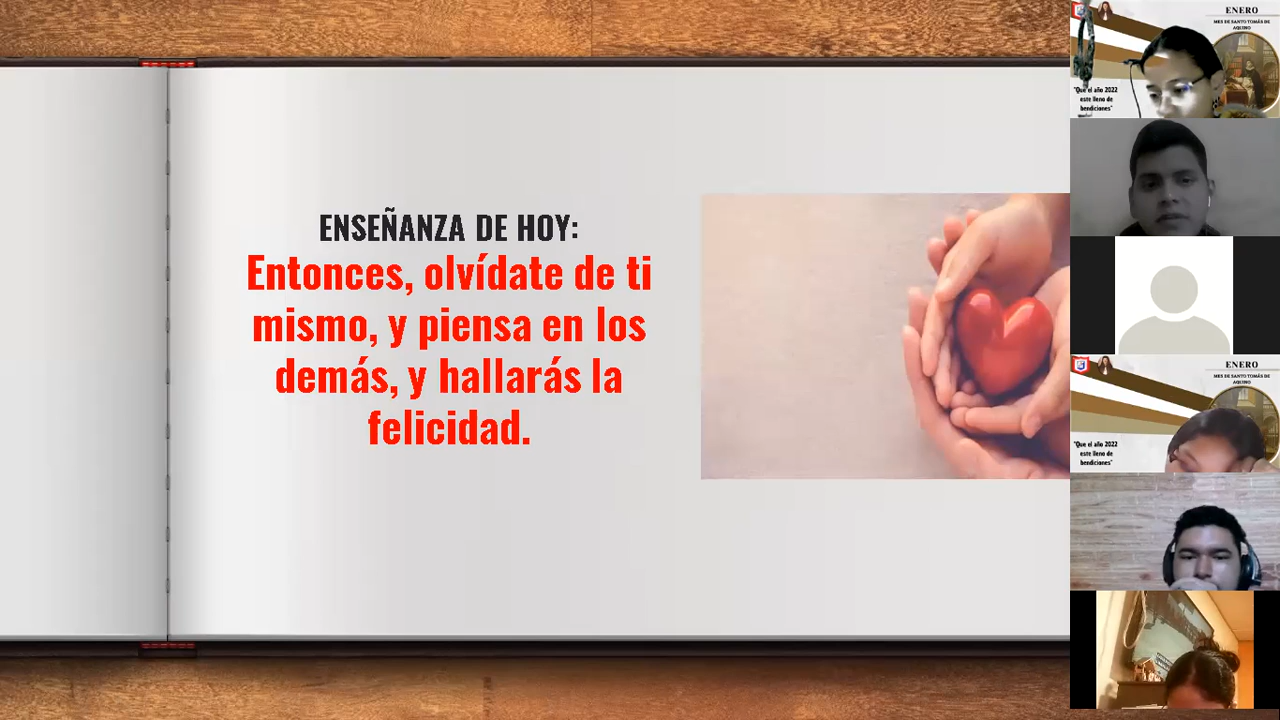 ENSEÑANZA DE HOY:
Entonces, olvídate de ti
mismo, y piensa en los
demás, y hallarás la
felicidad.
ENERO
MES DE SANTO TOMÁS DE
AQUINO
"Que el año 2022
este lleno de
bendiciones"
ENERO
MES DE SANTO TOMÁS DE
AQUINO
"Que el año 2022
este lleno de
bendiciones"